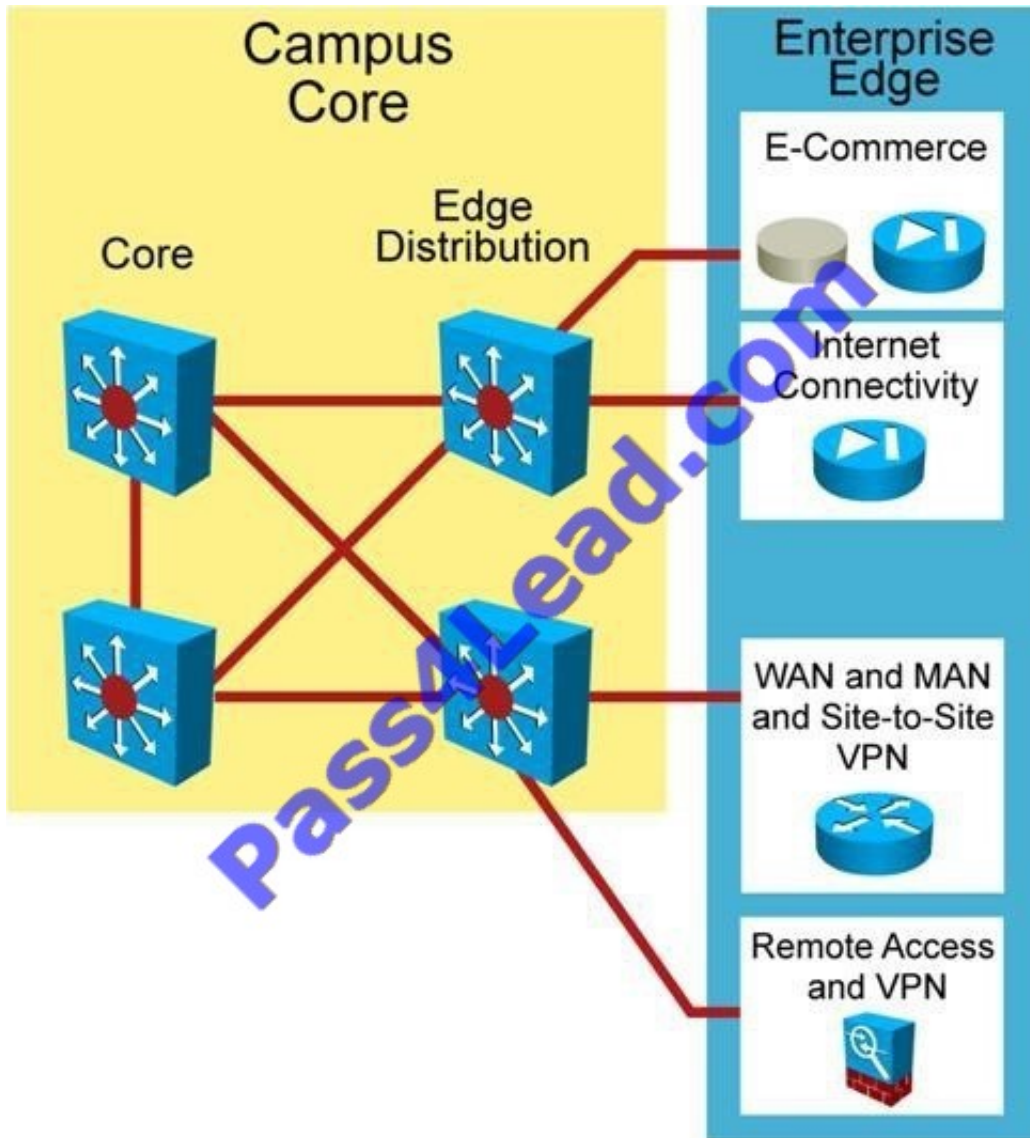 Campus
Core
Enterprise
Edge
E-Commerce
Core
Edge
Distribution
Internet
Connectivity
WAN and MAN
and Site-to-Site
VPN
Remote Access
and VPN
Pass4Lead.com